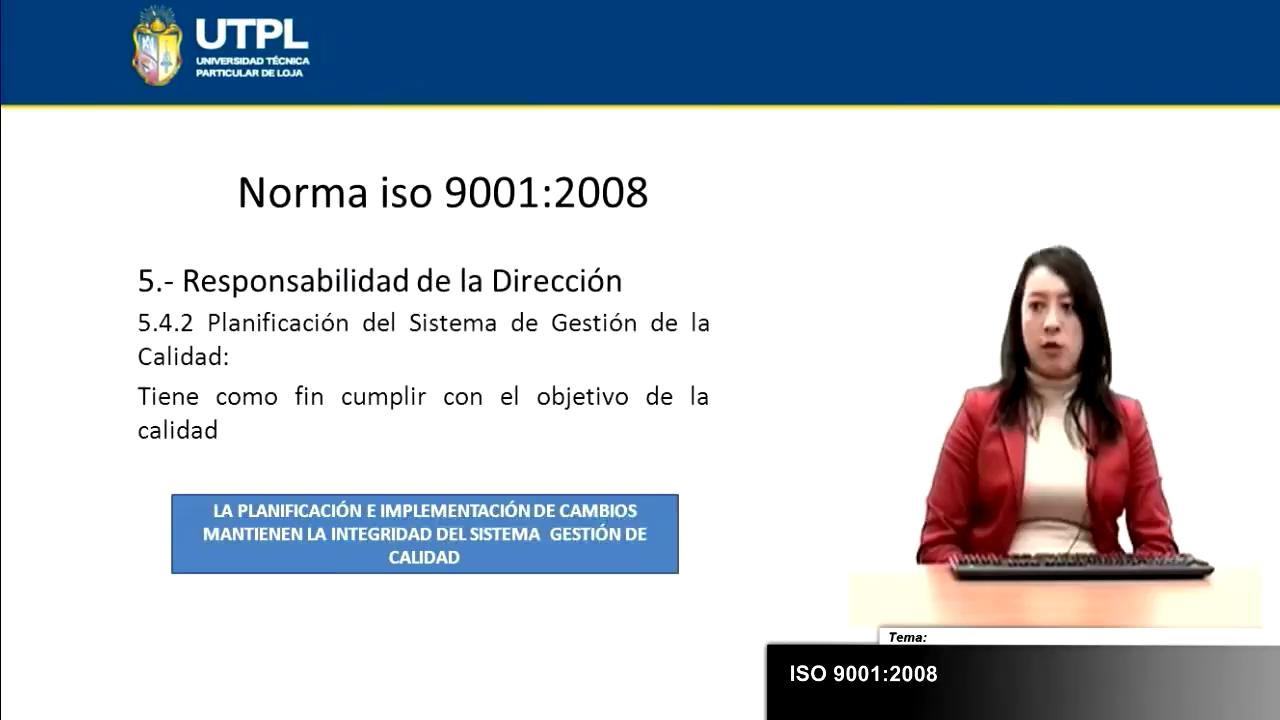 UTPL
UNIVERSIDAD TÉCNICA
PARTICULAR DE LOJA
Norma iso 9001:2008
5.- Responsabilidad de la Dirección
5.4.2 Planificación del Sistema de Gestión de la
Calidad:
Tiene como fin cumplir con el objetivo de la
calidad
LA PLANIFICACIÓN E IMPLEMENTACIÓN DE CAMBIOS
MANTIENEN LA INTEGRIDAD DEL SISTEMA GESTIÓN DE
CALIDAD
Tema:
ISO 9001:2008